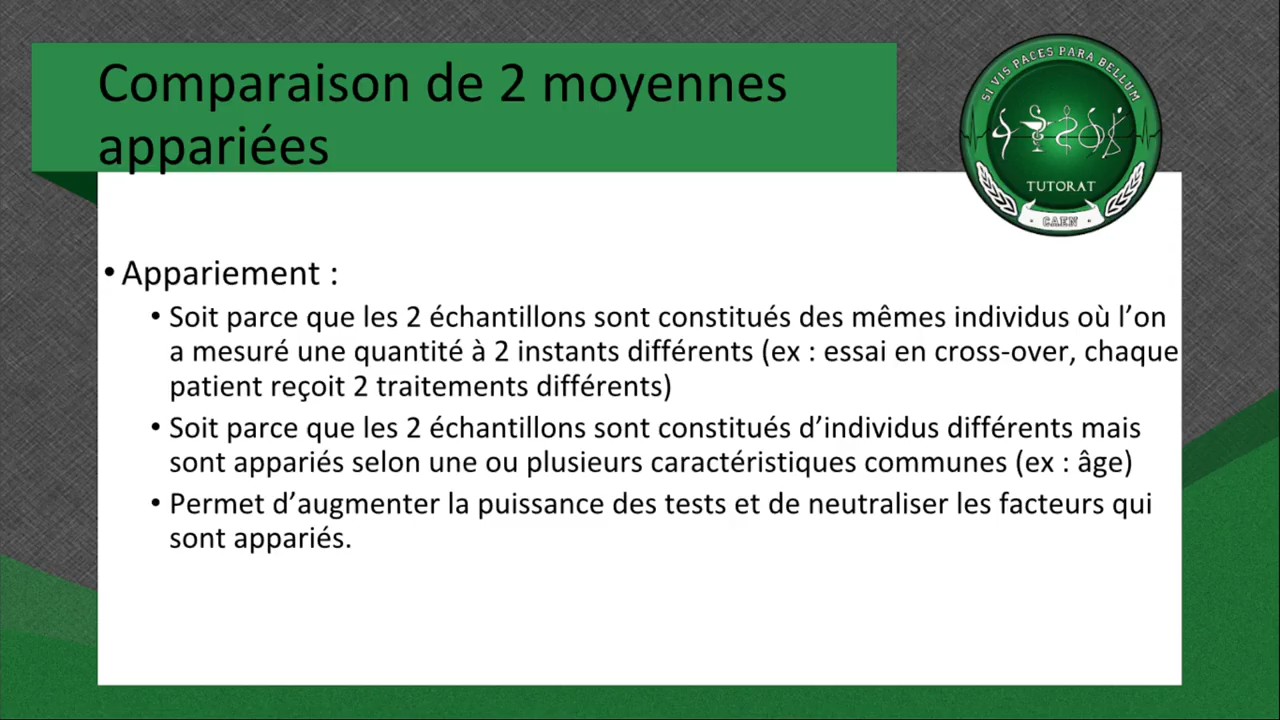 Comparaison de 2 moyennes
appariées
SI VIS PACES PARA BELLUM
TUTORAT
CAEN
• Appariement :
• Soit parce que les 2 échantillons sont constitués des mêmes individus où l’on
a mesuré une quantité à 2 instants différents (ex : essai en cross-over, chaque
patient reçoit 2 traitements différents)
• Soit parce que les 2 échantillons sont constitués d’individus différents mais
sont appariés selon une ou plusieurs caractéristiques communes (ex : âge)
• Permet d’augmenter la puissance des tests et de neutraliser les facteurs qui
sont appariés.